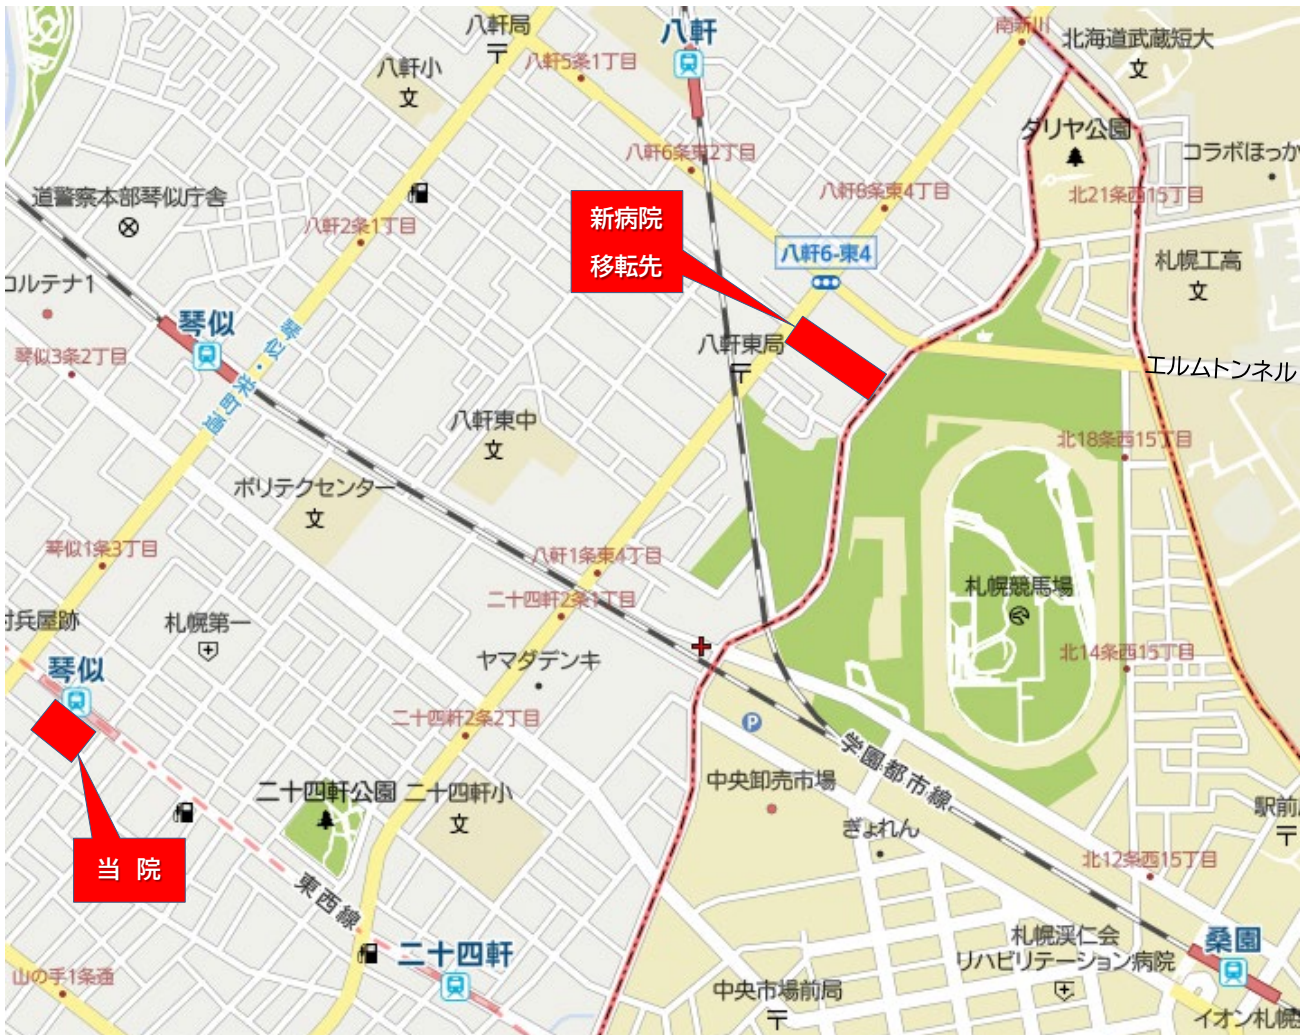 八軒局
八軒
南新川
北海道武蔵短大
八軒小
八軒5条1丁目
ダリヤ公園
八軒6条東2丁目
コラボほっか
道警察本部琴似庁舎
八軒8条東4丁目
北21条西15丁目
八軒2条1丁目
新病院
移転先
八軒6-東4
札幌工高
コルテナ1
琴似
琴似・栄町通
八軒東局
琴似3条2丁目
エルムトンネル
八軒東中
北18条西15丁目
ポリテクセンター
琴似1条3丁目
八軒1条東4丁目
札幌競馬場
二十四軒2条1丁目
村兵屋跡
札幌第一
ヤマダデンキ
北14条西15丁目
琴似
二十四軒2条2丁目
P
学園都市線
中央卸売市場
二十四軒公園
二十四軒小
駅前
ぎょれん
当 院
北12条西15丁目
東西線
札幌渓仁会
リハビリテーション病院
桑園
二十四軒
山の手1条通
中央市場前局
イオン札幌